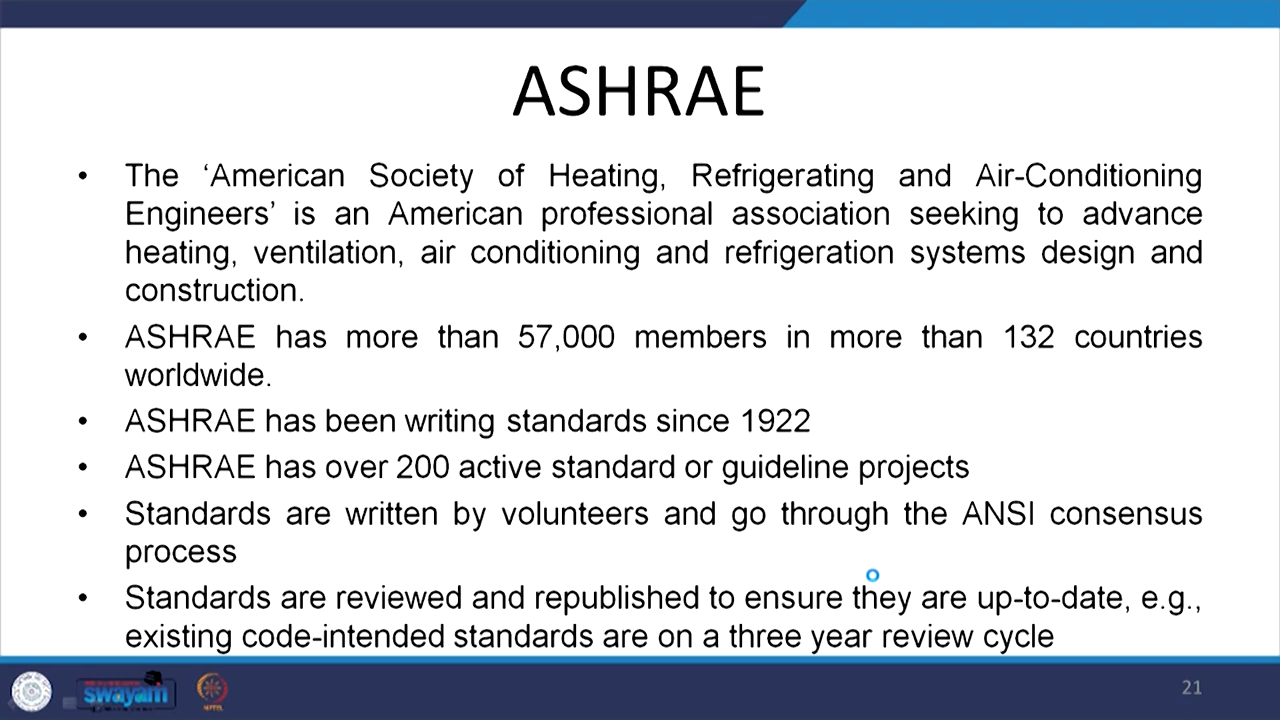 ASHRAE
• The ‘American Society of Heating, Refrigerating and Air-Conditioning
Engineers’ is an American professional association seeking to advance
heating, ventilation, air conditioning and refrigeration systems design and
construction.
• ASHRAE has more than 57,000 members in more than 132 countries
worldwide.
• ASHRAE has been writing standards since 1922
• ASHRAE has over 200 active standard or guideline projects
• Standards are written by volunteers and go through the ANSI consensus
process
• Standards are reviewed and republished to ensure they are up-to-date, e.g.,
existing code-intended standards are on a three year review cycle
swayam
21